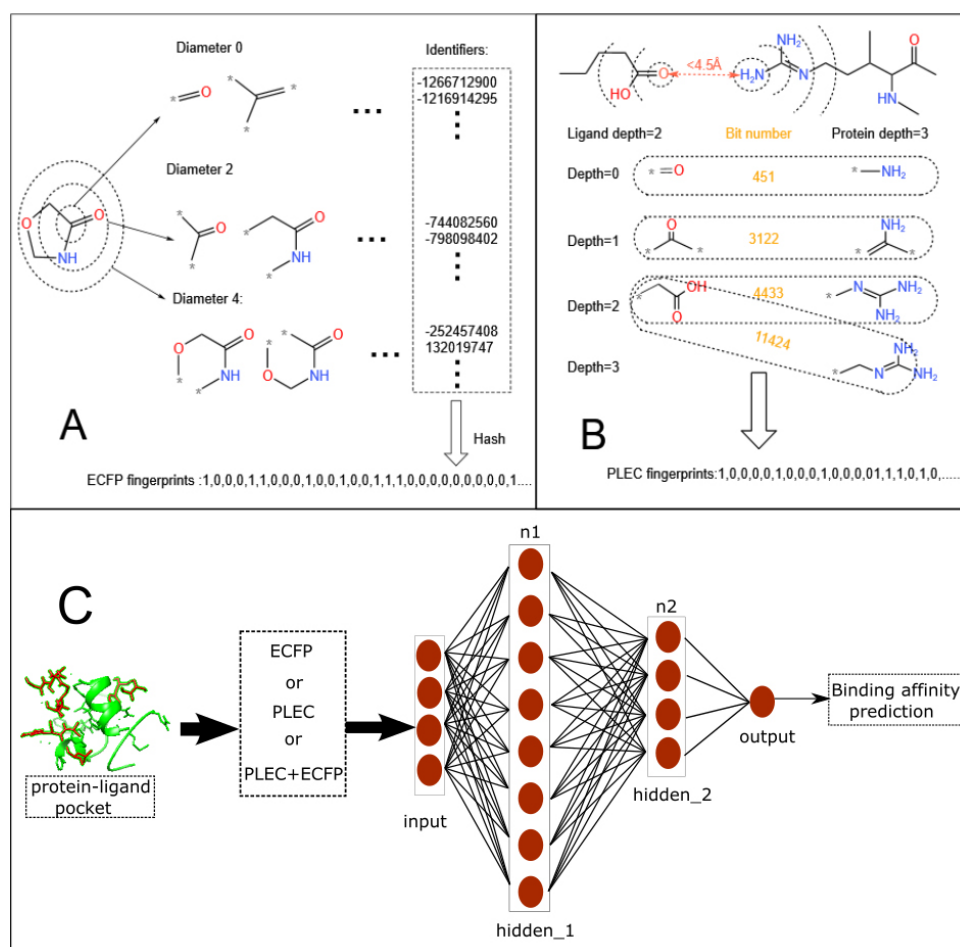 Diameter 0
Identifiers:
*
O
*
*
*
...
-1266712900
-1216914295
Diameter 2
O
O
NH
*
O
*
*
O
NH
*
...
-744082560
-798098402
Diameter 4:
O
O
*
NH
*
*
O
O
NH
*
...
-252457408
132019747
A
Hash
ECFP fingerprints :1,0,0,0,1,1,0,0,0,1,0,0,1,0,0,1,1,1,0,0,0,0,0,0,0,0,0,1....
NH2
O
<4.5Å
H2N
N
HO
HN
Ligand depth=2
Bit number
Protein depth=3
Depth=0
*=O
451
*—NH2
Depth=1
O
*
*
3122
NH2
*
*
Depth=2
*
OH
O
4433
*
N
NH2
NH2
11424
Depth=3
*
N
NH2
NH2
B
PLEC fingerprints:1,0,0,0,0,1,0,0,0,1,0,0,0,01,1,1,0,1,0,.....
C
n1
n2
ECFP
or
PLEC
or
PLEC+ECFP
protein-ligand
pocket
input
hidden_1
hidden_2
output
Binding affinity
prediction